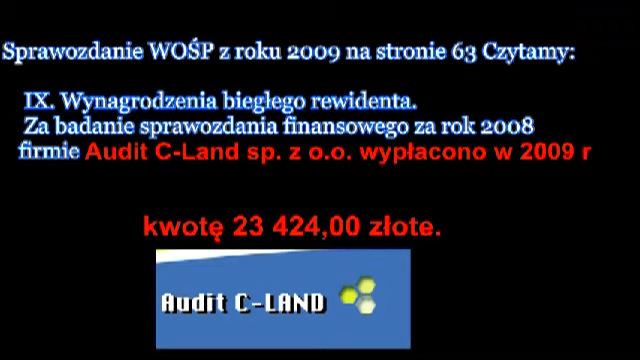 Sprawozdanie WOŚP z roku 2009 na stronie 63 Czytamy:
IX. Wynagrodzenia biegłego rewidenta.
Za badanie sprawozdania finansowego za rok 2008
firmie Audit C-Land sp. z o.o. wypłacono w 2009 r
kwotę 23 424,00 złote.
Audit C-LAND